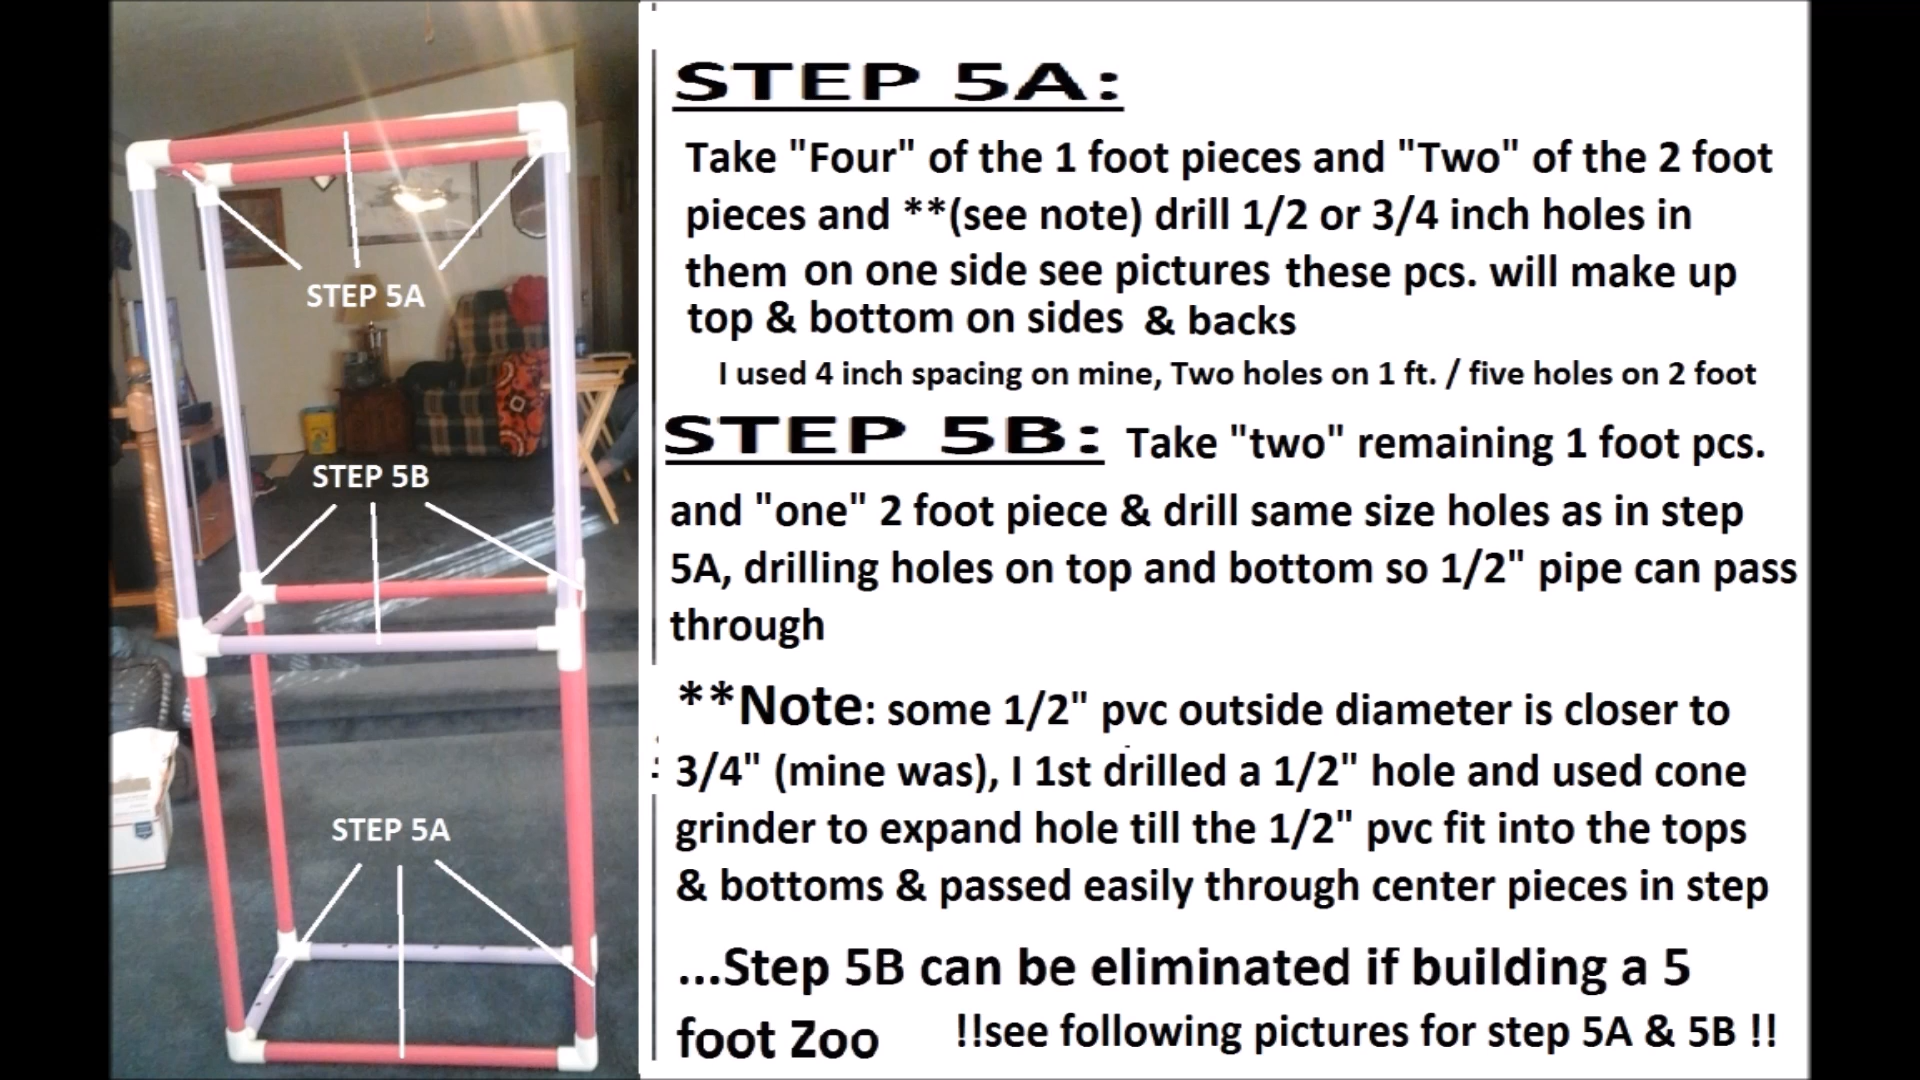 STEP 5A
STEP 5B
STEP 5A
STEP 5A:
Take "Four" of the 1 foot pieces and "Two" of the 2 foot
pieces and **(see note) drill 1/2 or 3/4 inch holes in
them on one side see pictures these pcs. will make up
top & bottom on sides & backs
I used 4 inch spacing on mine, Two holes on 1 ft. / five holes on 2 foot
STEP 5B: Take "two" remaining 1 foot pcs.
and "one" 2 foot piece & drill same size holes as in step
5A, drilling holes on top and bottom so 1/2" pipe can pass
through
**Note: some 1/2" pvc outside diameter is closer to
3/4" (mine was), I 1st drilled a 1/2" hole and used cone
grinder to expand hole till the 1/2" pvc fit into the tops
& bottoms & passed easily through center pieces in step
...Step 5B can be eliminated if building a 5
foot Zoo !!see following pictures for step 5A & 5B !!